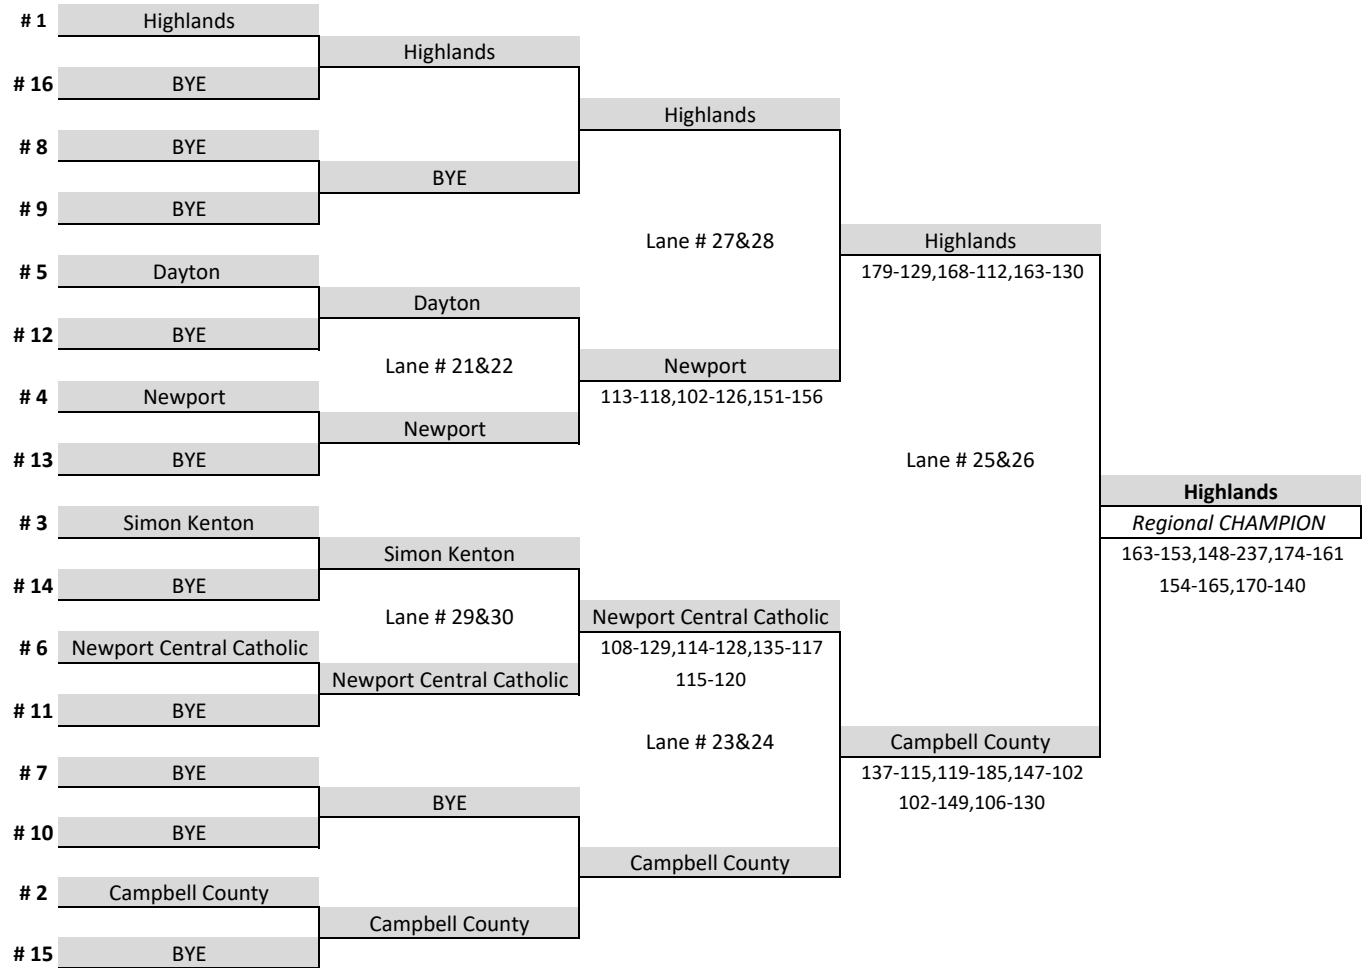 # 1 Highlands
Highlands
# 16 BYE
Highlands
# 8 BYE
BYE
# 9 BYE
Lane # 27&28
Highlands
# 5 Dayton
179-129,168-112,163-130
Dayton
# 12 BYE
Lane # 21&22
Newport
# 4 Newport
113-118,102-126,151-156
Newport
# 13 BYE
Lane # 25&26
Highlands
# 3 Simon Kenton
Regional CHAMPION
Simon Kenton
163-153,148-237,174-161
# 14 BYE
154-165,170-140
Lane # 29&30
Newport Central Catholic
# 6 Newport Central Catholic
108-129,114-128,135-117
Newport Central Catholic
115-120
# 11 BYE
Lane # 23&24
Campbell County
# 7 BYE
137-115,119-185,147-102
BYE
102-149,106-130
# 10 BYE
Campbell County
# 2 Campbell County
Campbell County
# 15 BYE